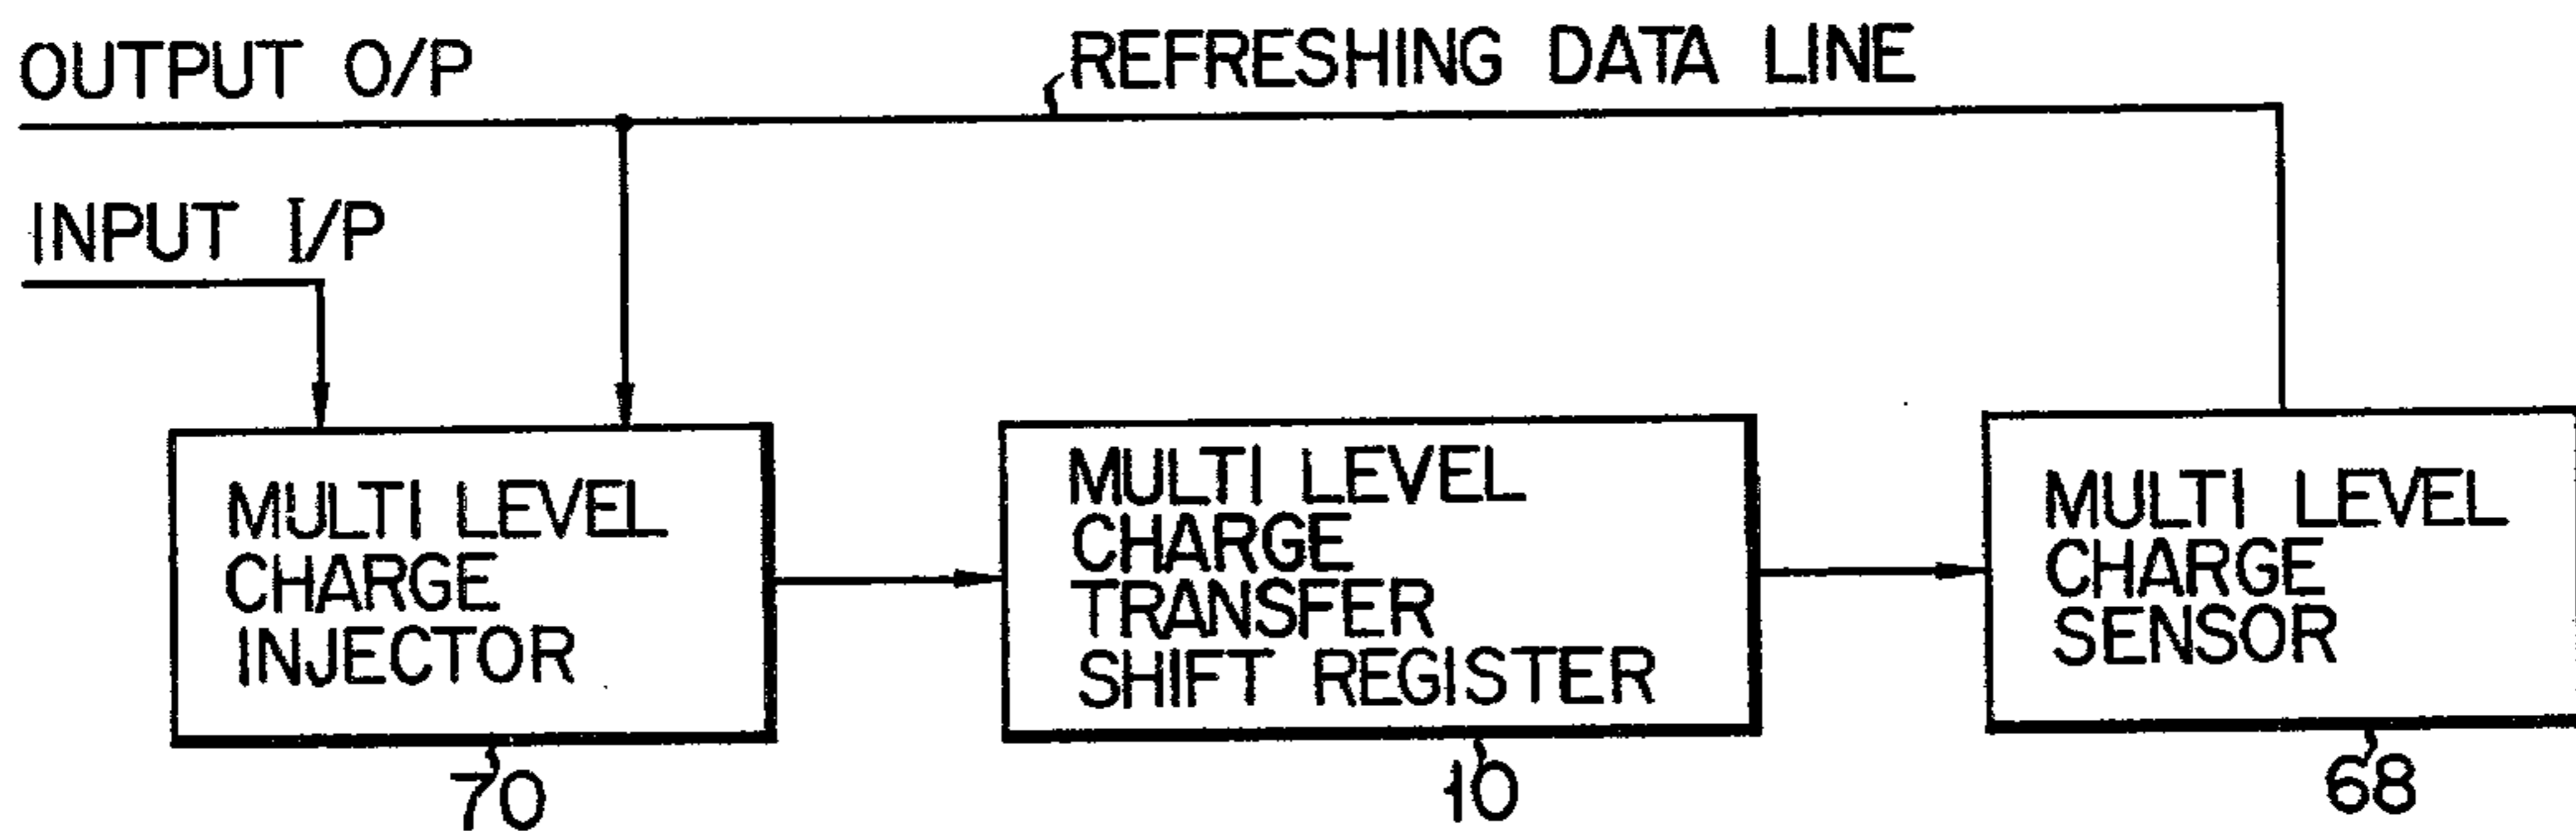 OUTPUT O/P
REFRESHING DATA LINE
INPUT I/P
MULTI LEVEL
CHARGE
INJECTOR
MULTI LEVEL
CHARGE
TRANSFER
SHIFT REGISTER
MULTI LEVEL
CHARGE
SENSOR
70
10
68